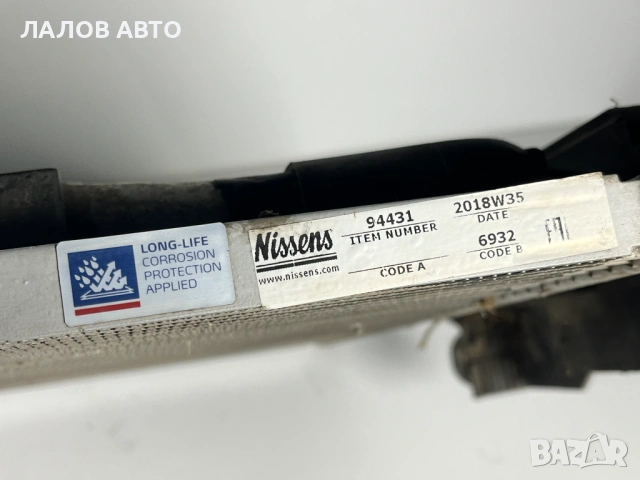 ЛАЛОВ АВТО
LONG-LIFE
CORROSION
PROTECTION
APPLIED
Nissens
www.nissens.com
94431
ITEM NUMBER
2018W35
DATE
CODE A
6932
CODE B
BAZAR